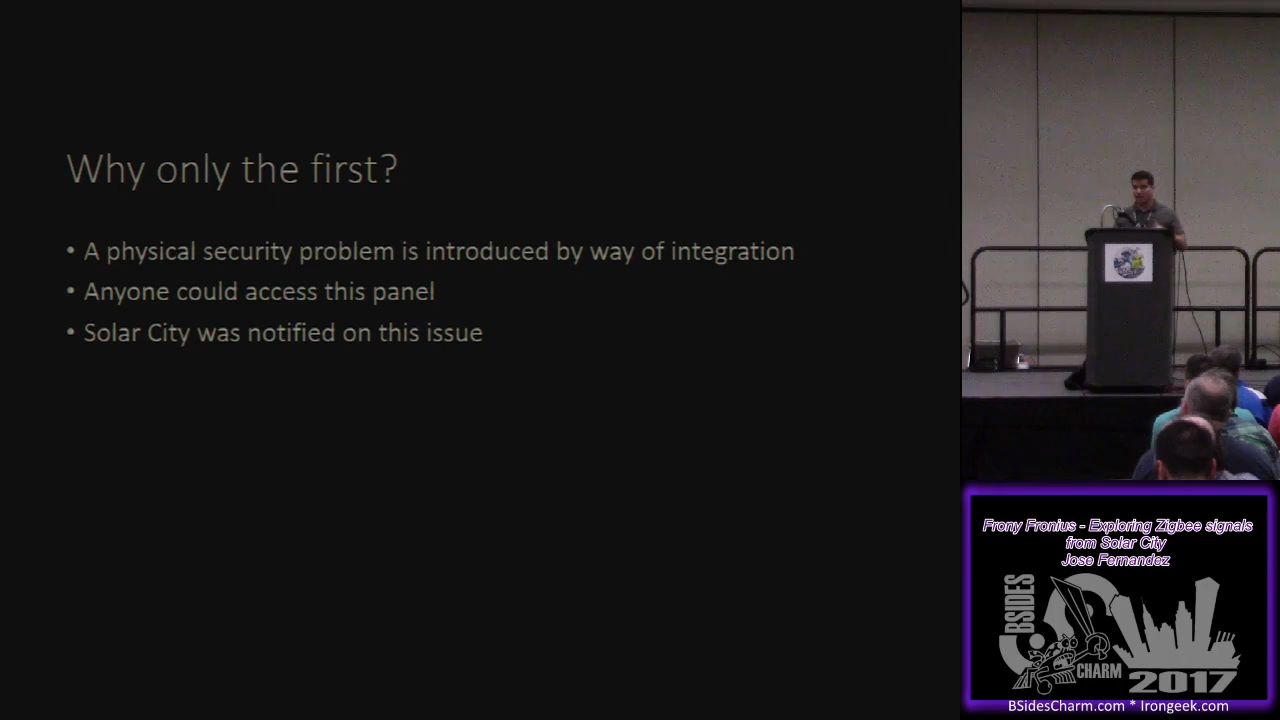 Why only the first?
• A physical security problem is introduced by way of integration
• Anyone could access this panel
• Solar City was notified on this issue
Frony Fronius - Exploring Zigbee signals
from Solar City
Jose Fernandez
BSIDES
CHARM
2017
BSidesCharm.com * Irongeek.com